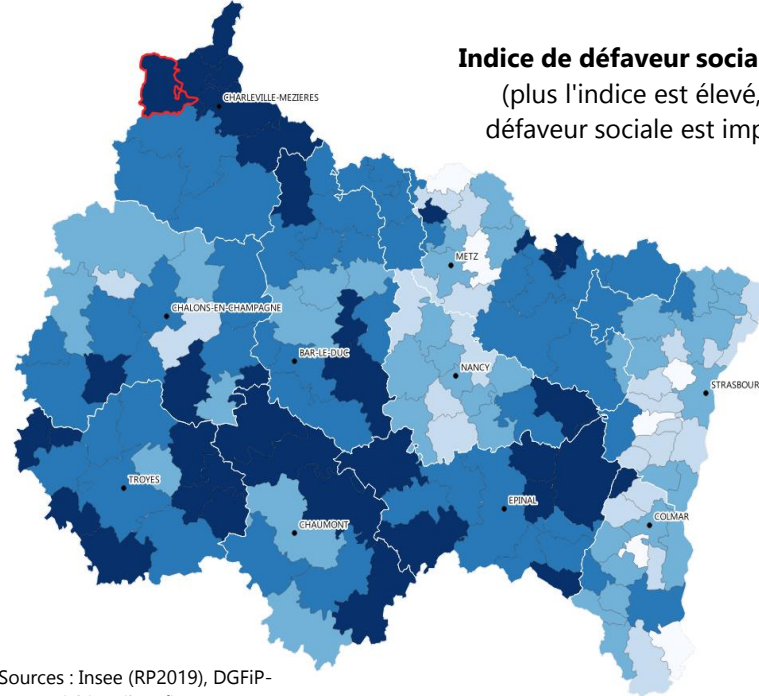 Indice de défaveur socia
(plus l'indice est élevé,
défaveur sociale est imp
CHARLEVILLE-MEZIERES
METZ
CHALONS-EN-CHAMPAGNE
BAR-LE-DUC
NANCY
STRASBOUR
TROYES
EPINAL
CHAUMONT
COLMAR
Sources : Insee (RP2019), DGFiP-